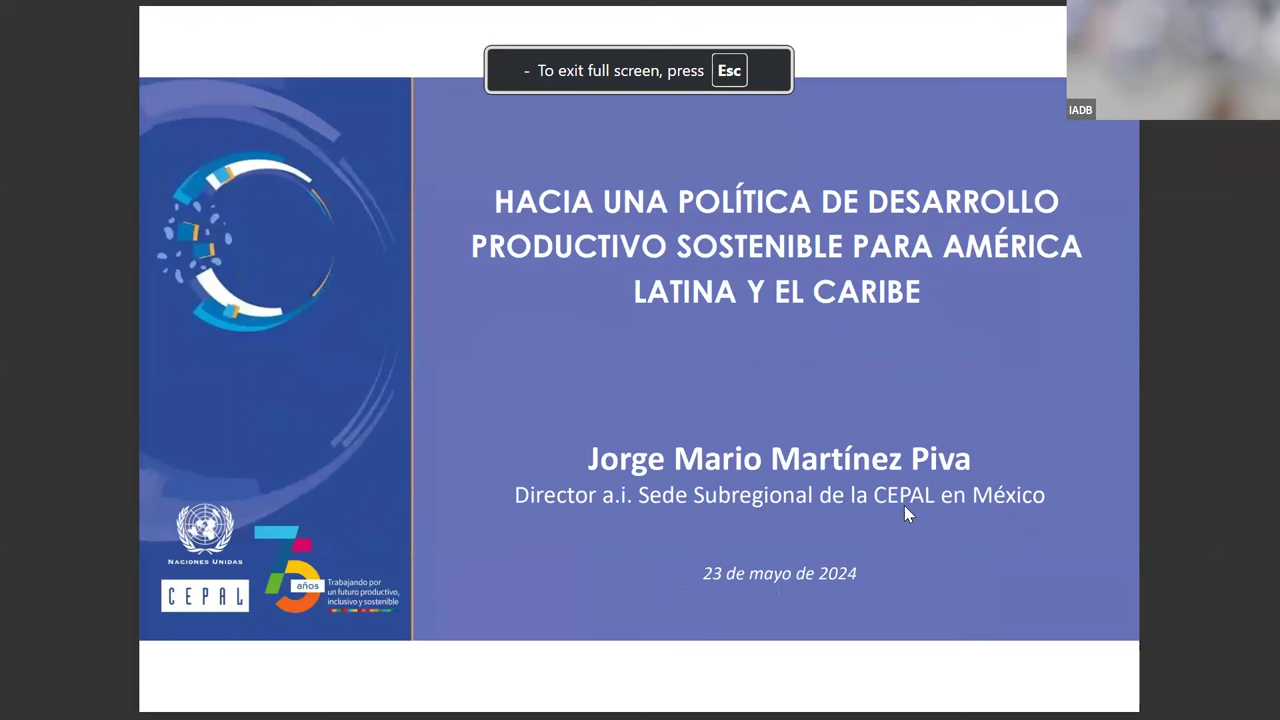 - To exit full screen, press Esc
IADB
HACIA UNA POLÍTICA DE DESARROLLO
PRODUCTIVO SOSTENIBLE PARA AMÉRICA
LATINA Y EL CARIBE
Jorge Mario Martínez Piva
Director a.i. Sede Subregional de la CEPAL en México
23 de mayo de 2024
NACIONES UNIDAS
CEPAL
75 años
Trabajando por
un futuro productivo,
inclusivo y sostenible